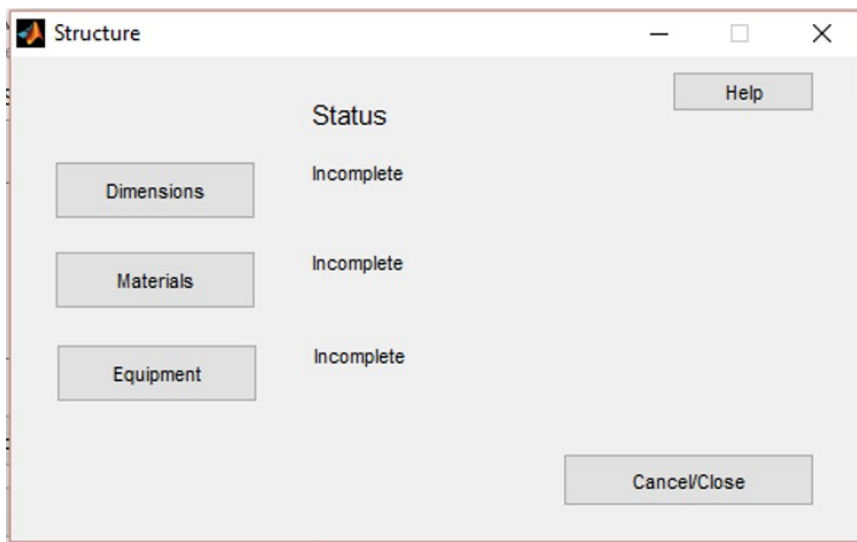 Structure
Help
Status
Dimensions
Incomplete
Materials
Incomplete
Equipment
Incomplete
Cancel/Close